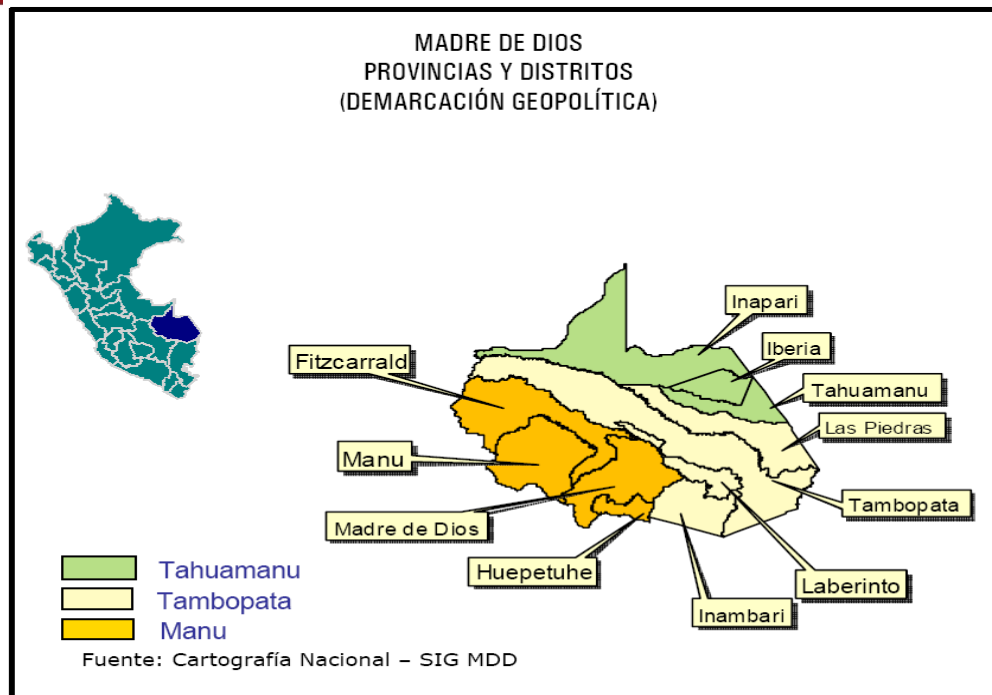 MADRE DE DIOS
PROVINCIAS Y DISTRITOS
(DEMARCACIÓN GEOPOLÍTICA)
Inapari
Iberia
Fitzcarrald
Tahuamanu
Las Piedras
Manu
Tambopata
Madre de Dios
Huepetuhe
Laberinto
Inambari
Tahuamanu
Tambopata
Manu
Fuente: Cartografía Nacional – SIG MDD